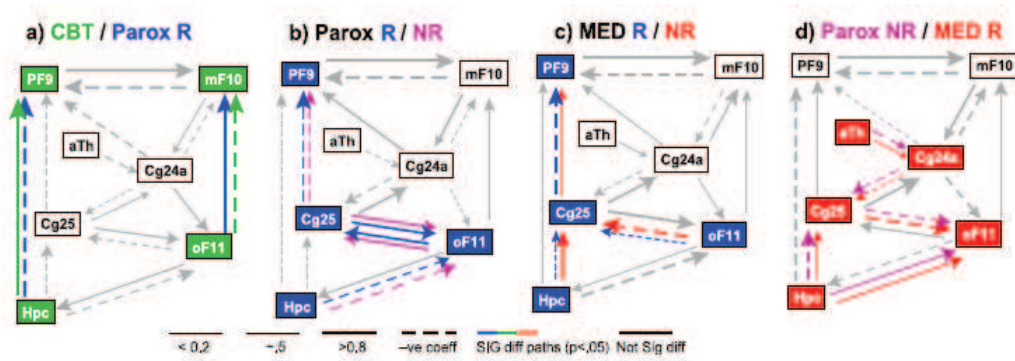 a) CBT / Parox R
PF9
mF10
aTh
Cg24a
Cg25
oF11
Hpc
b) Parox R / NR
PF9
mF10
aTh
Cg24a
Cg25
oF11
Hpc
c) MED R / NR
PF9
mF10
aTh
Cg24a
Cg25
oF11
Hpc
d) Parox NR / MED R
PF9
mF10
aTh
Cg24a
Cg25
oF11
Hpc
< 0,2
~,5
>0,8
–ve coeff
SIG diff paths (p<,05)
Not Sig diff